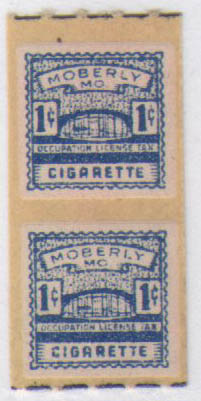 MOBERLY
MO.
1¢ 1¢
OCCUPATION LICENSE TAX
CIGARETTE
MOBERLY
MO.
1¢ 1¢
OCCUPATION LICENSE TAX
CIGARETTE